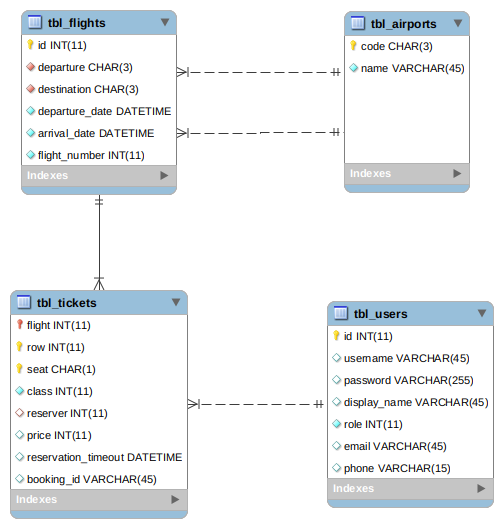 tbl_flights
id INT(11)
departure CHAR(3)
destination CHAR(3)
departure_date DATETIME
arrival_date DATETIME
flight_number INT(11)
Indexes
tbl_airports
code CHAR(3)
name VARCHAR(45)
Indexes
tbl_tickets
flight INT(11)
row INT(11)
seat CHAR(1)
class INT(11)
reserver INT(11)
price INT(11)
reservation_timeout DATETIME
booking_id VARCHAR(45)
Indexes
tbl_users
id INT(11)
username VARCHAR(45)
password VARCHAR(255)
display_name VARCHAR(45)
role INT(11)
email VARCHAR(45)
phone VARCHAR(15)
Indexes